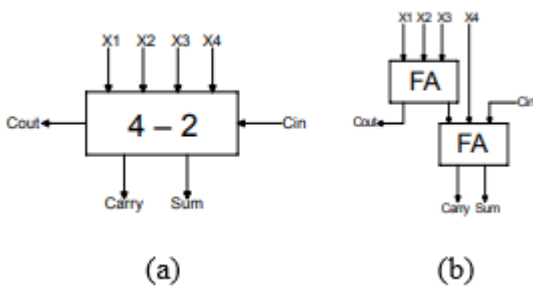 X1 X2 X3 X4
Cout 4 – 2 Cin
Carry Sum
(a)
X1 X2 X3 X4
FA
Cout Cin
FA
Carry Sum
(b)